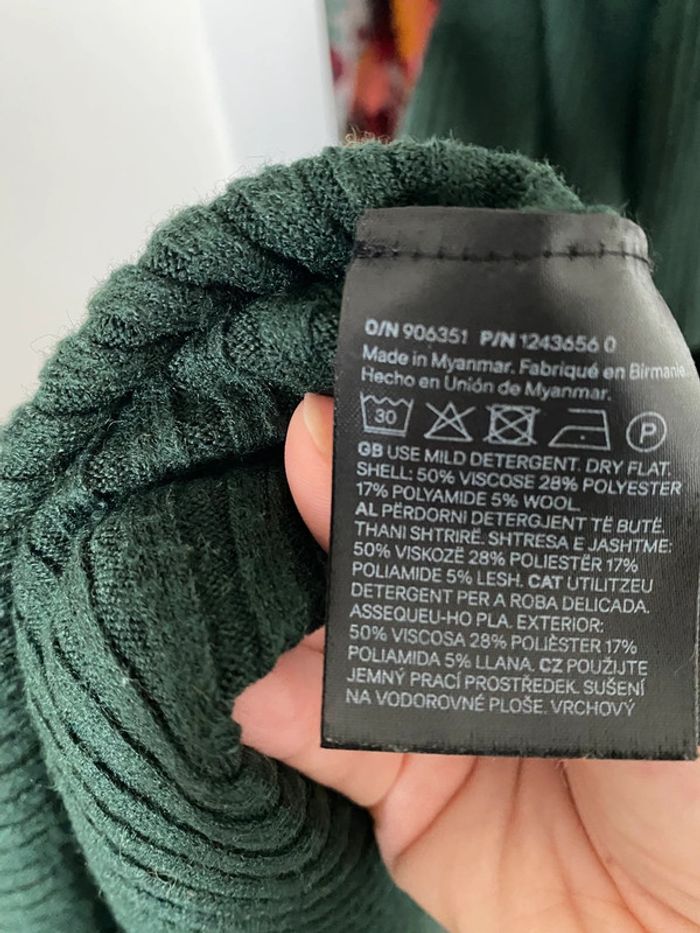 O/N 906351 P/N 1243656 0
Made in Myanmar. Fabriqué en Birmanie
Hecho en Unión de Myanmar.
30 P
GB USE MILD DETERGENT. DRY FLAT.
SHELL: 50% VISCOSE 28% POLYESTER
17% POLYAMIDE 5% WOOL.
AL PËRDORNI DETERGJENT TË BUTË.
THANI SHTRIRË. SHTRESA E JASHTME:
50% VISKOZË 28% POLIESTËR 17%
POLIAMIDE 5% LESH. CAT UTILITZEU
DETERGENT PER A ROBA DELICADA.
ASSEQUEU-HO PLA. EXTERIOR:
50% VISCOSA 28% POLIÈSTER 17%
POLIAMIDA 5% LLANA. CZ POUŽIJTE
JEMNÝ PRACÍ PROSTŘEDEK. SUŠENÍ
NA VODOROVNÉ PLOŠE. VRCHOVÝ